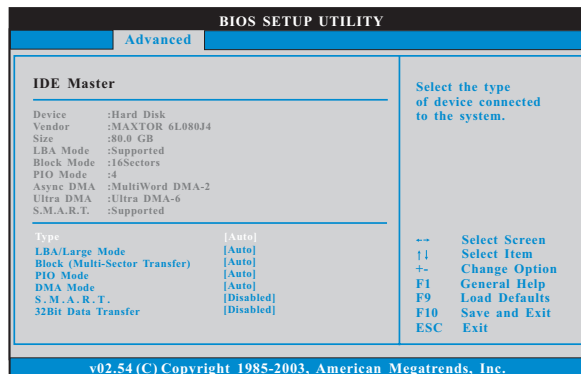 BIOS SETUP UTILITY
Advanced
IDE Master
Device :Hard Disk
Vendor :MAXTOR 6L080J4
Size :80.0 GB
LBA Mode :Supported
Block Mode :16Sectors
PIO Mode :4
Async DMA :MultiWord DMA-2
Ultra DMA :Ultra DMA-6
S.M.A.R.T. :Supported
Type [Auto]
LBA/Large Mode [Auto]
Block (Multi-Sector Transfer) [Auto]
PIO Mode [Auto]
DMA Mode [Auto]
S.M.A.R.T. [Disabled]
32Bit Data Transfer [Disabled]
Select the type
of device connected
to the system.
←→ Select Screen
↑↓ Select Item
+- Change Option
F1 General Help
F9 Load Defaults
F10 Save and Exit
ESC Exit
v02.54 (C) Copyright 1985-2003, American Megatrends, Inc.